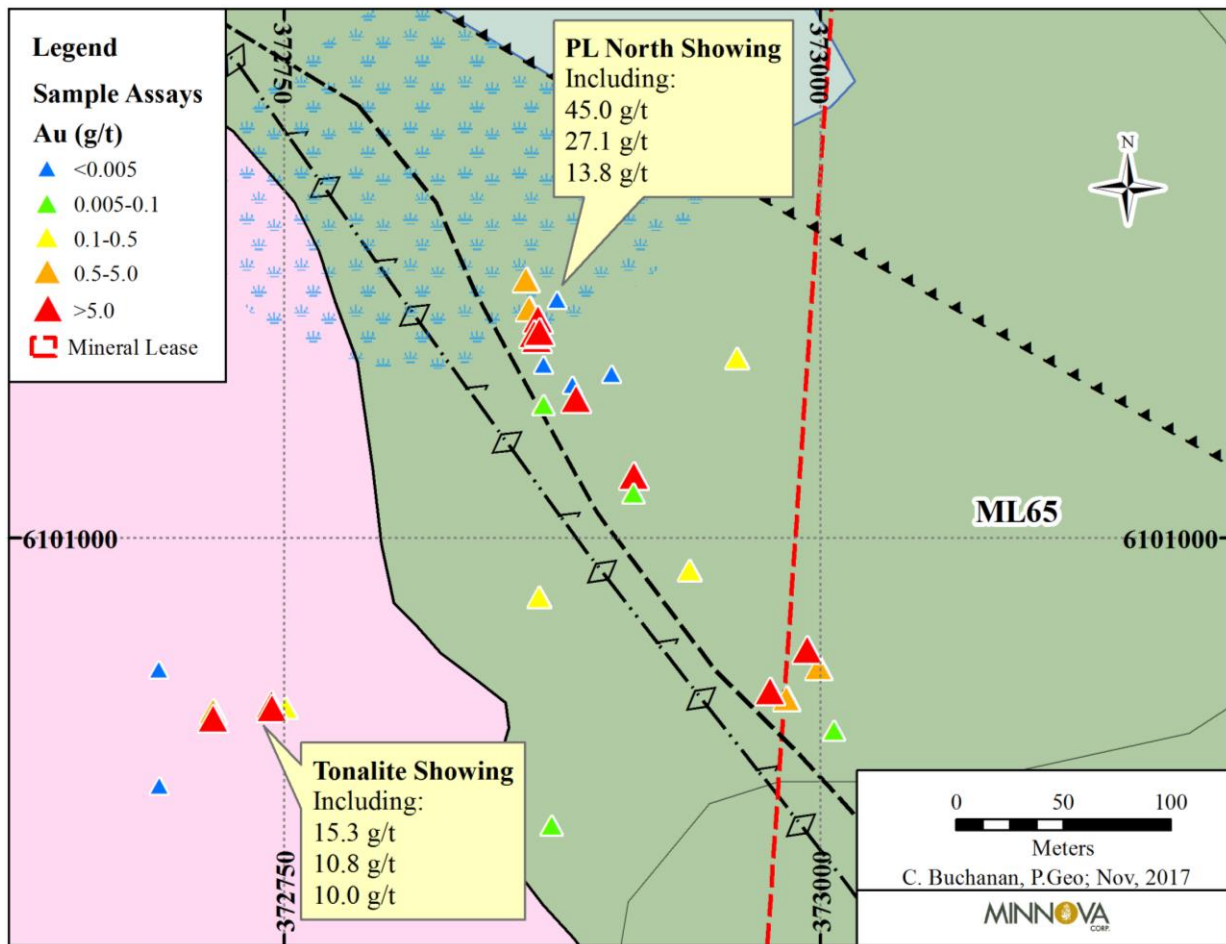 Legend
Sample Assays
Au (g/t)
<0.005
0.005-0.1
0.1-0.5
0.5-5.0
>5.0
Mineral Lease
372750
PL North Showing
Including:
45.0 g/t
27.1 g/t
13.8 g/t
373000
N
ML65
6101000
6101000
Tonalite Showing
Including:
15.3 g/t
10.8 g/t
10.0 g/t
372750
373000
0 50 100
Meters
C. Buchanan, P.Geo; Nov, 2017
MINNOVA
CORP.